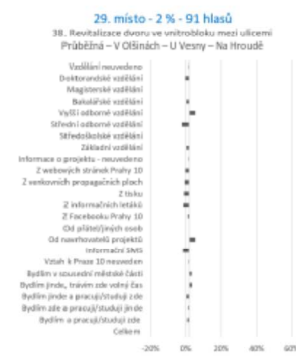 29. místo - 2 % - 91 hlasů
38.. Revitalizace dvoru ve vnitrobloku mezi ulicemi
Průběžná – V Olšinách – U Vesny – Na Hroudě
Vzdělání neuvedeno
Doktorandské vzdělání
Magisterské vzdělání
Bakalářské vzdělání
Vyšší odborné vzdělání
Střední odborné vzdělání
Středoškolské vzdělání
Základní vzdělání
Informace o projektu - neuvedeno
Z webových stránek Prahy 10
Z venkovních propagačních ploch
Z tisku
Z informačních letáků
Z Facebooku Prahy 10
Od přátel/jiných osob
Od navrhovatelů projektů
Informační SMS
Vztah k Praze 10 neuveden
Bydlím v sousední městské části
Bydlím jinde, trávím zde volný čas
Bydlím jinde a pracuji/studuji zde
Bydlím zde a pracuji/studuji jinde
Bydlím a pracuji/studuji zde
Celkem
-20% 0% 20% 40% 60%